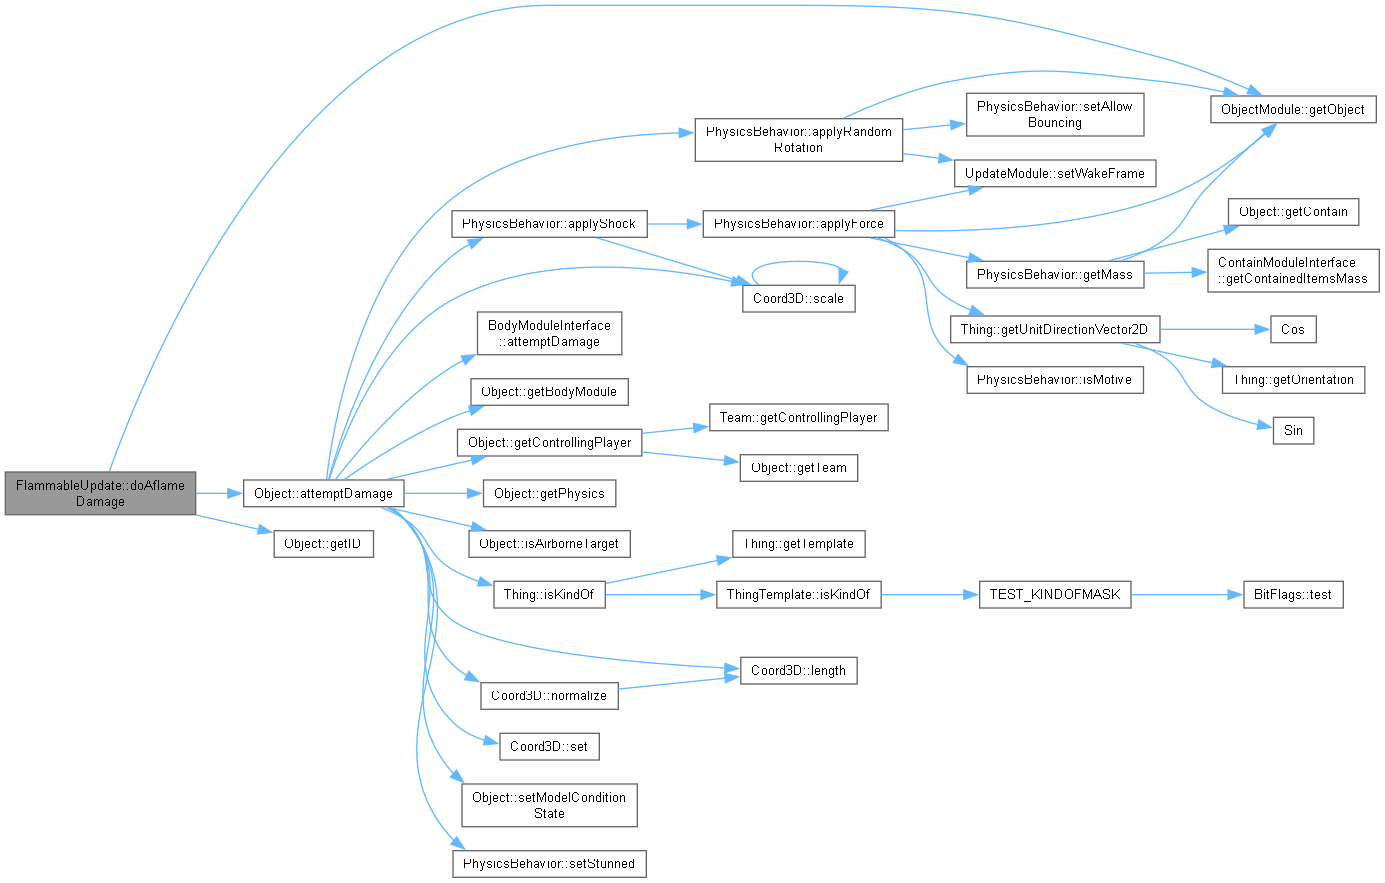 FlammableUpdate::doAflame
Damage
Object::attemptDamage
Object::getID
PhysicsBehavior::applyRandom
Rotation
PhysicsBehavior::applyShock
Coord3D::scale
BodyModuleInterface
::attemptDamage
Object::getBodyModule
Object::getControllingPlayer
Object::getPhysics
Object::isAirborneTarget
Thing::isKindOf
Coord3D::normalize
Coord3D::length
Coord3D::set
Object::setModelCondition
State
PhysicsBehavior::setStunned
PhysicsBehavior::setAllow
Bouncing
UpdateModule::setWakeFrame
PhysicsBehavior::applyForce
PhysicsBehavior::getMass
Thing::getUnitDirectionVector2D
PhysicsBehavior::isMotive
Team::getControllingPlayer
Object::getTeam
Thing::getTemplate
ThingTemplate::isKindOf
TEST_KINDOFMASK
BitFlags::test
ObjectModule::getObject
Object::getContain
ContainModuleInterface
::getContainedItemsMass
Cos
Thing::getOrientation
Sin